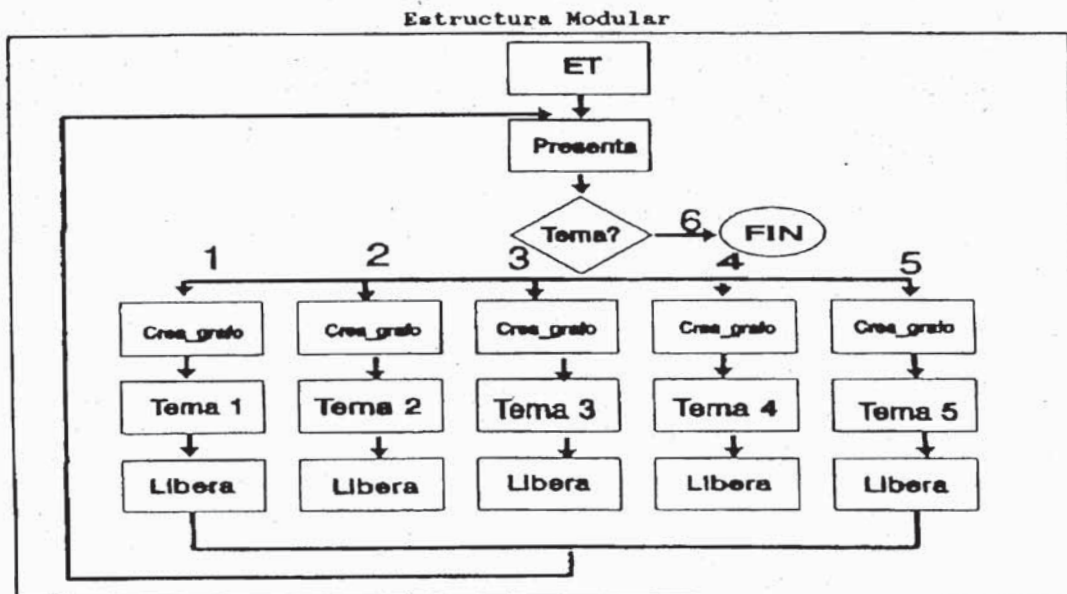 Estructura Modular
ET
Presenta
Tema?
6
FIN
1
2
3
4
5
Crea_grafo
Crea_grafo
Crea_grafo
Crea_grafo
Crea_grafo
Tema 1
Tema 2
Tema 3
Tema 4
Tema 5
Libera
Libera
Libera
Libera
Libera